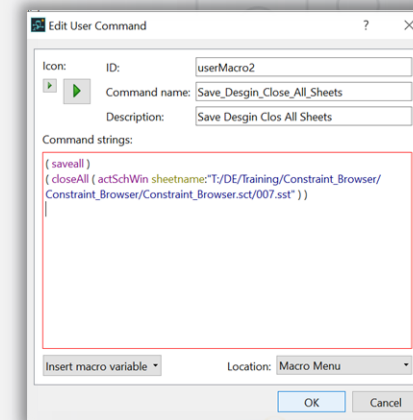 Edit User Command ? ×
Icon: ID: userMacro2
Command name: Save_Desgin_Close_All_Sheets
Description: Save Desgin Clos All Sheets
Command strings:
( saveall )
( closeAll ( actSchWin sheetname:"T:/DE/Training/Constraint_Browser/
Constraint_Browser/Constraint_Browser.sct/007.sst" ) )
Insert macro variable Location: Macro Menu
OK Cancel